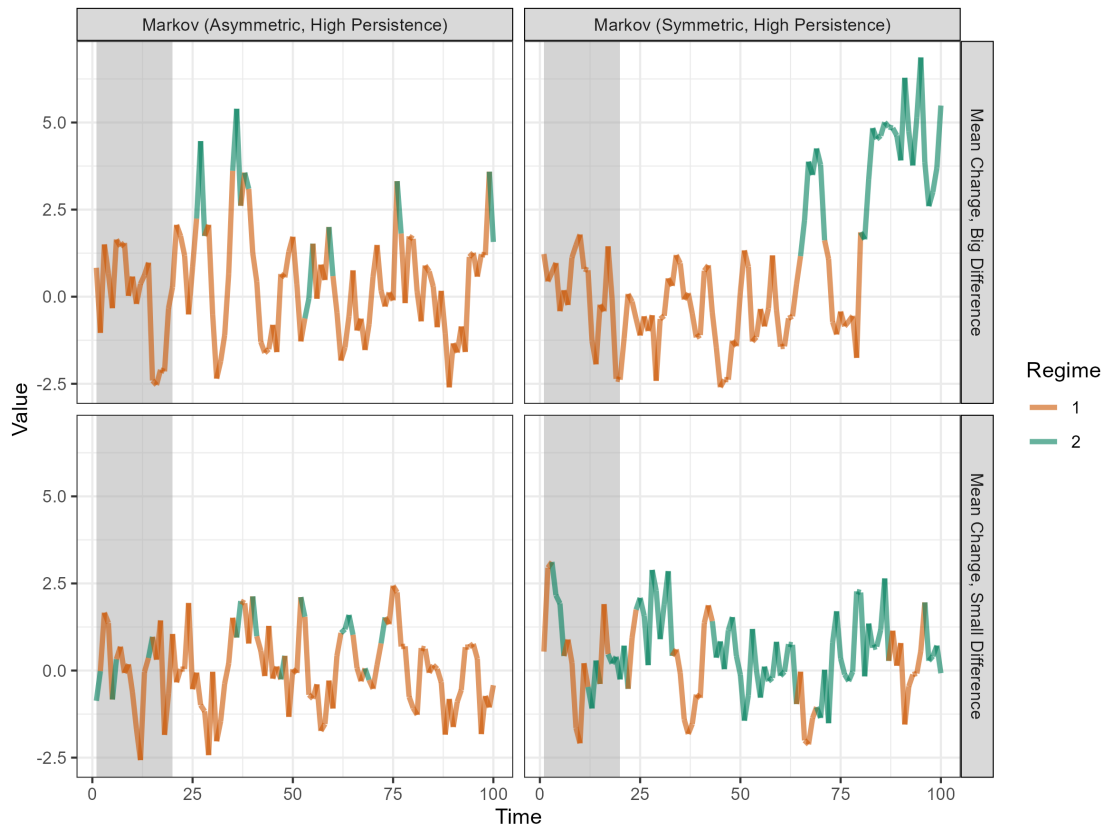 Markov (Asymmetric, High Persistence)
Markov (Symmetric, High Persistence)
5.0
2.5
0.0
-2.5
Mean Change, Big Difference
5.0
2.5
0.0
-2.5
Mean Change, Small Difference
0
25
50
75
100
0
25
50
75
100
Time
Value
Regime
1
2